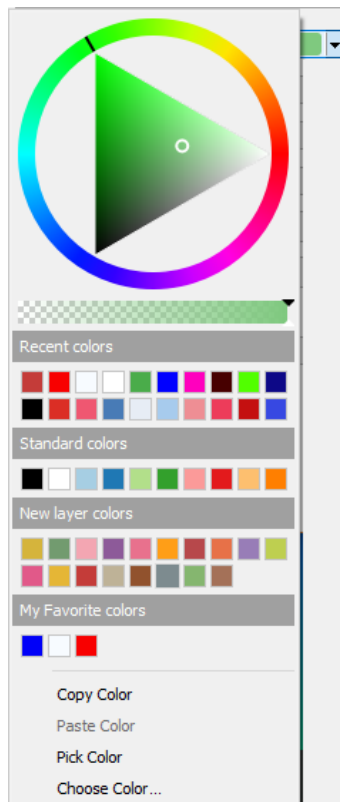 Recent colors
Standard colors
New layer colors
My Favorite colors
Copy Color
Paste Color
Pick Color
Choose Color...